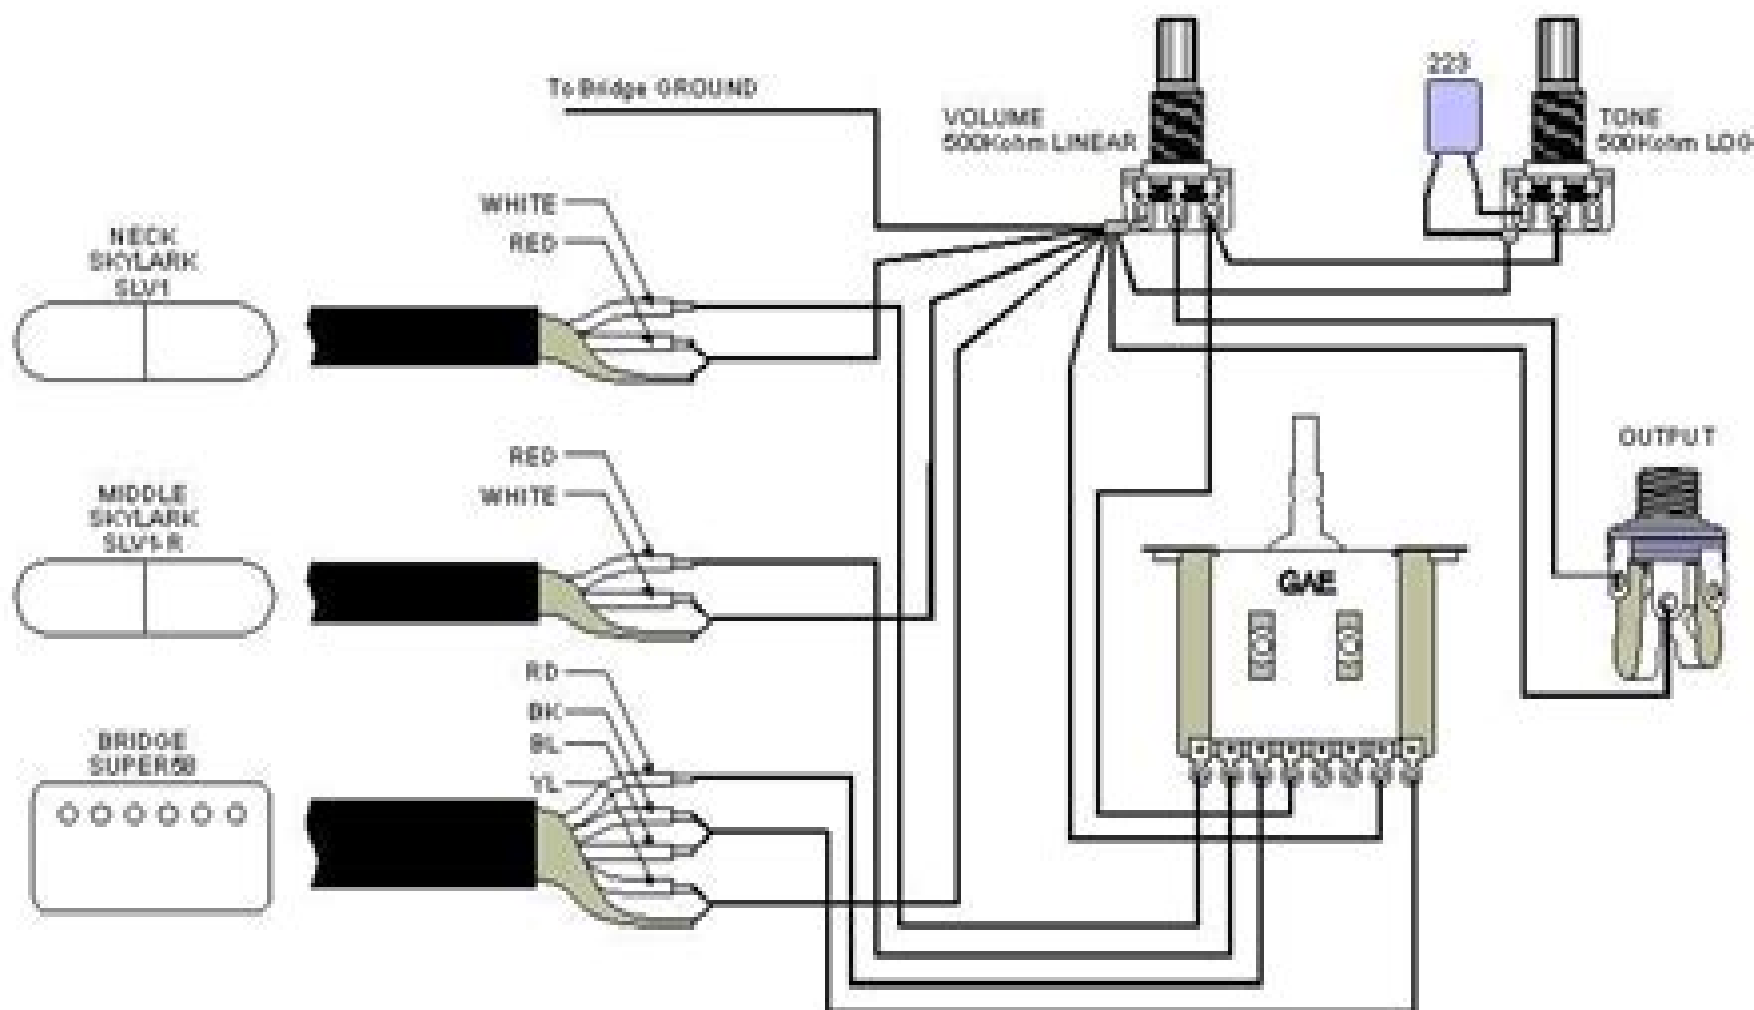 To Bridge GROUND
VOLUME
500Kohm LINEAR
223
TONE
500Kohm LOG
WHITE
RED
NECK
SKYLARK
SLV1
RED
WHITE
MIDDLE
SKYLARK
SLV1-R
GAE
OUTPUT
RD
BK
BL
YL
BRIDGE
SUPER58